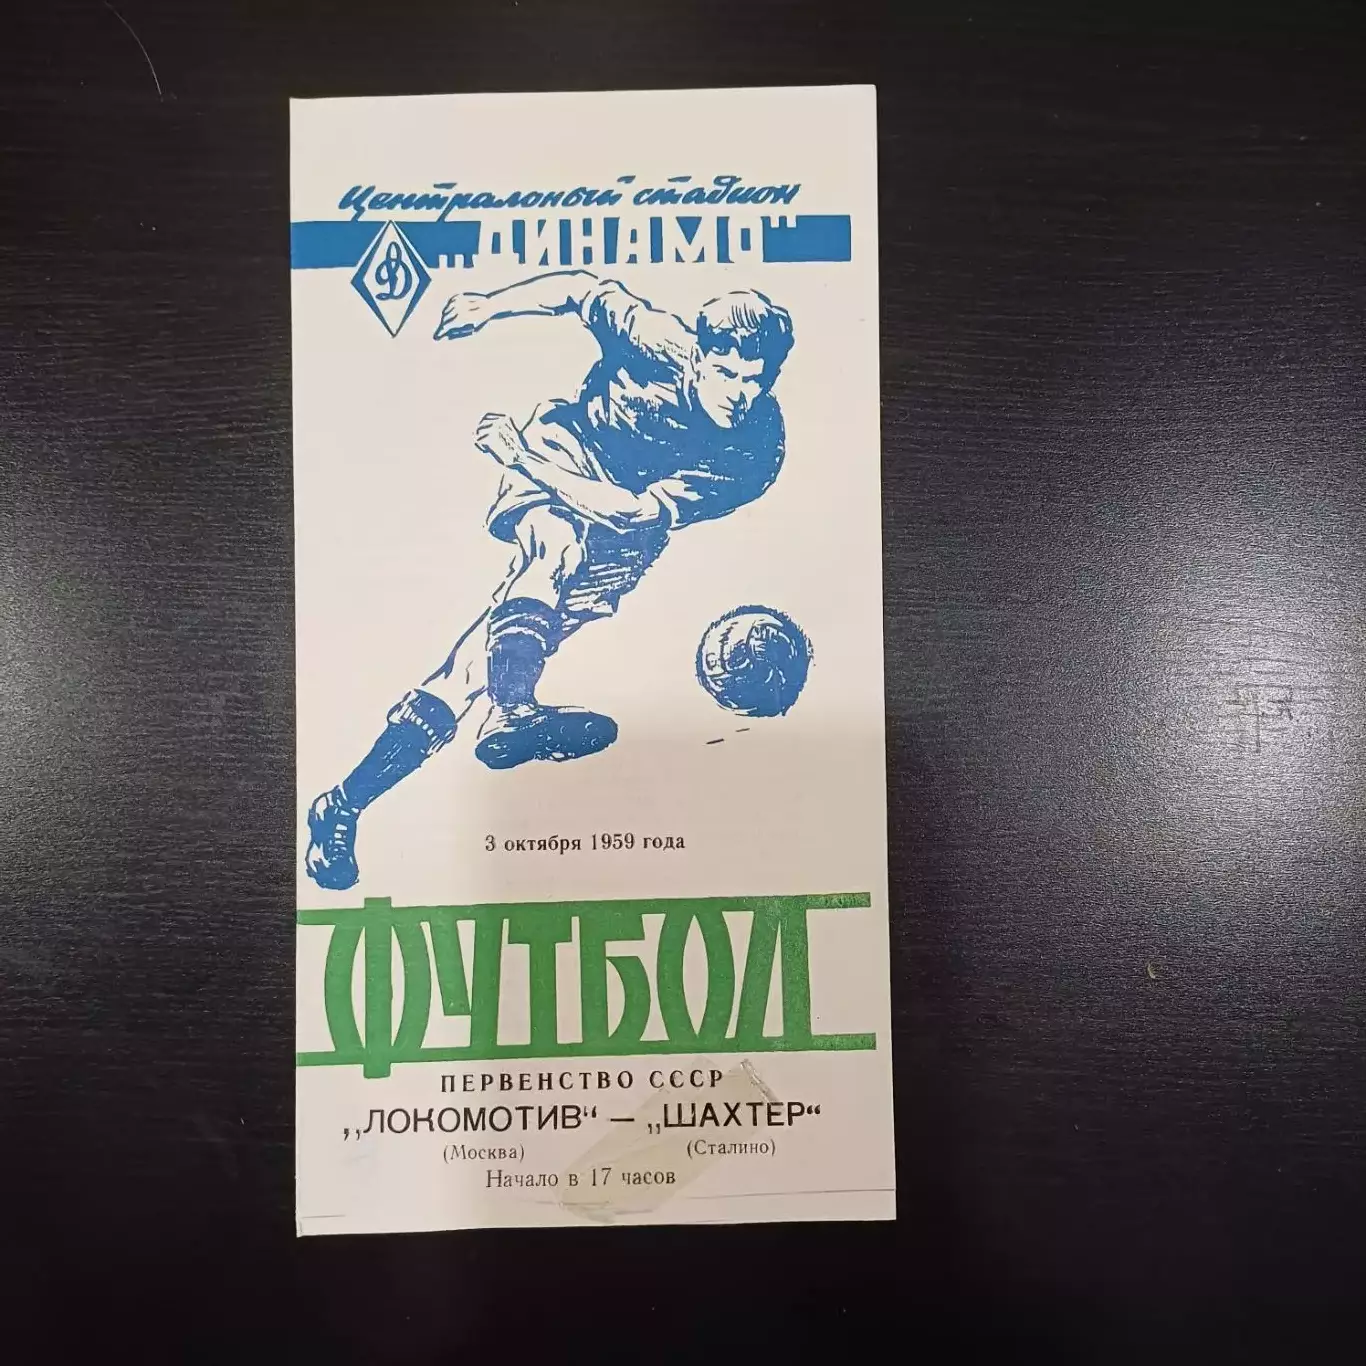 Центральный стадион
„ДИНАМО"
Д
3 октября 1959 года
ФУТБОЛ
ПЕРВЕНСТВО СССР
„ЛОКОМОТИВ" — „ШАХТЕР"
(Москва) (Сталино)
Начало в 17 часов